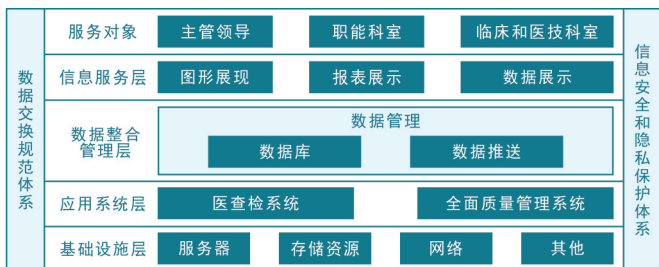 数据交换规范体系
服务对象
主管领导
职能科室
临床和医技科室
信息服务层
图形展现
报表展示
数据展示
数据整合
管理层
数据管理
数据库
数据推送
应用系统层
医查检系统
全面质量管理系统
基础设施层
服务器
存储资源
网络
其他
信息安全和隐私保护体系